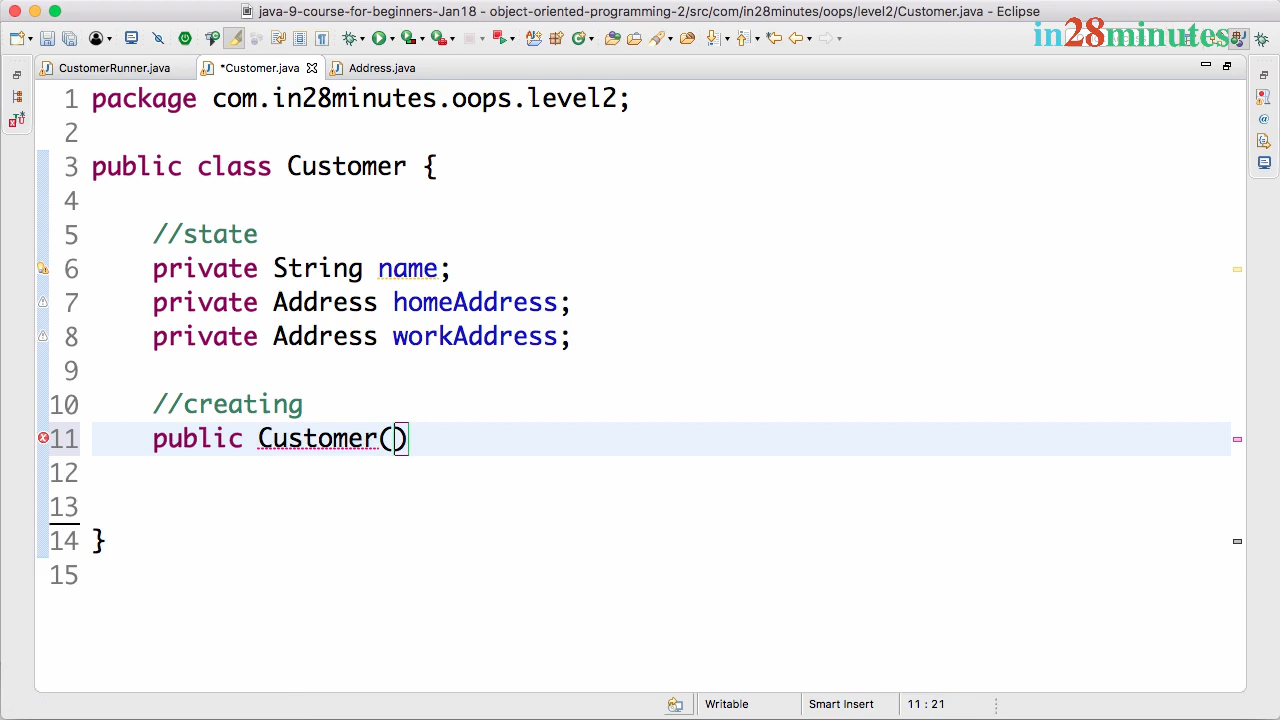 java-9-course-for-beginners-Jan18 - object-oriented-programming-2/src/com/in28minutes/oops/level2/Customer.java - Eclipse
in28minutes
CustomerRunner.java
*Customer.java
Address.java
1 package com.in28minutes.oops.level2;
2
3 public class Customer {
4
5 //state
6 private String name;
7 private Address homeAddress;
8 private Address workAddress;
9
10 //creating
11 public Customer()
12
13
14 }
15
Writable
Smart Insert
11 : 21